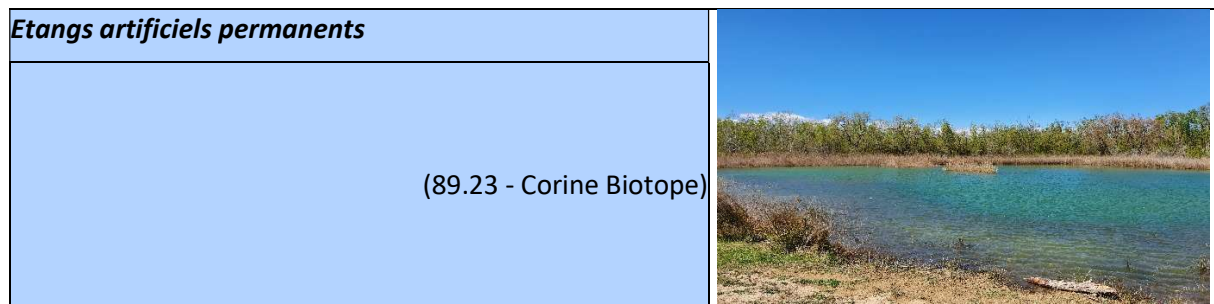 Etangs artificiels permanents
(89.23 - Corine Biotope)